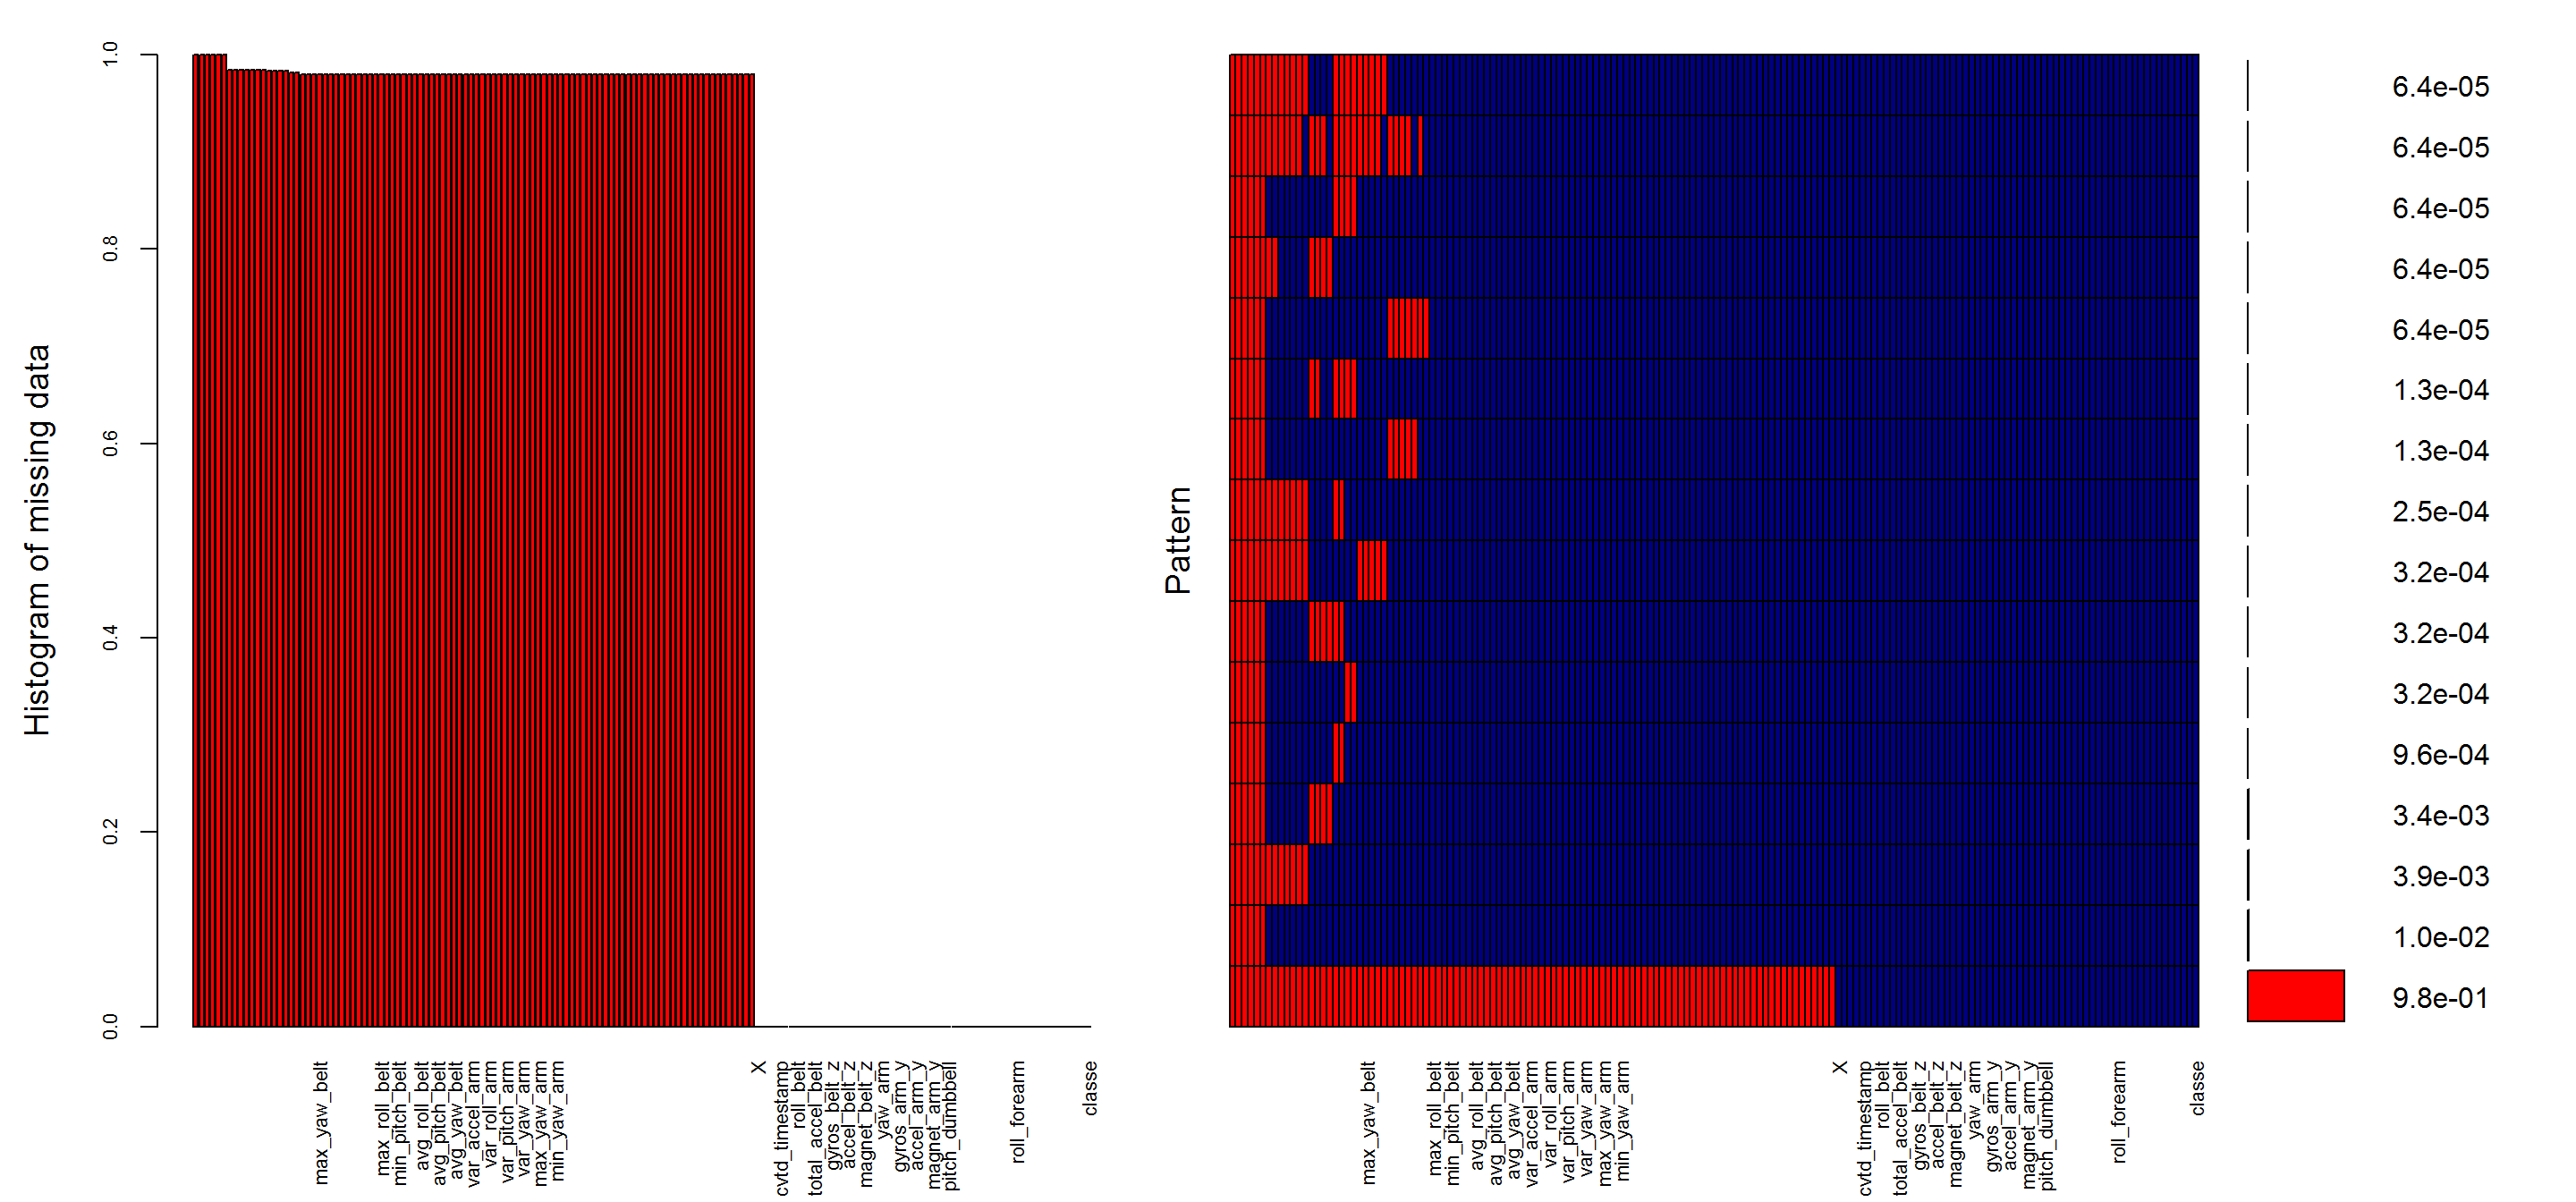 Histogram of missing data
1.0
0.8
0.6
0.4
0.2
0.0
max_yaw_belt
max_roll_belt
min_pitch_belt
avg_roll_belt
avg_pitch_belt
avg_yaw_belt
var_accel_arm
var_roll_arm
var_pitch_arm
var_yaw_arm
max_yaw_arm
min_yaw_arm
X
cvtd_timestamp
roll_belt
total_accel_belt
gyros_belt_z
accel_belt_z
magnet_belt_z
yaw_arm
gyros_arm_y
accel_arm_y
magnet_arm_y
pitch_dumbbell
roll_forearm
classe
Pattern
max_yaw_belt
max_roll_belt
min_pitch_belt
avg_roll_belt
avg_pitch_belt
avg_yaw_belt
var_accel_arm
var_roll_arm
var_pitch_arm
var_yaw_arm
max_yaw_arm
min_yaw_arm
X
cvtd_timestamp
roll_belt
total_accel_belt
gyros_belt_z
accel_belt_z
magnet_belt_z
yaw_arm
gyros_arm_y
accel_arm_y
magnet_arm_y
pitch_dumbbell
roll_forearm
classe
6.4e-05
6.4e-05
6.4e-05
6.4e-05
6.4e-05
1.3e-04
1.3e-04
2.5e-04
3.2e-04
3.2e-04
3.2e-04
9.6e-04
3.4e-03
3.9e-03
1.0e-02
9.8e-01